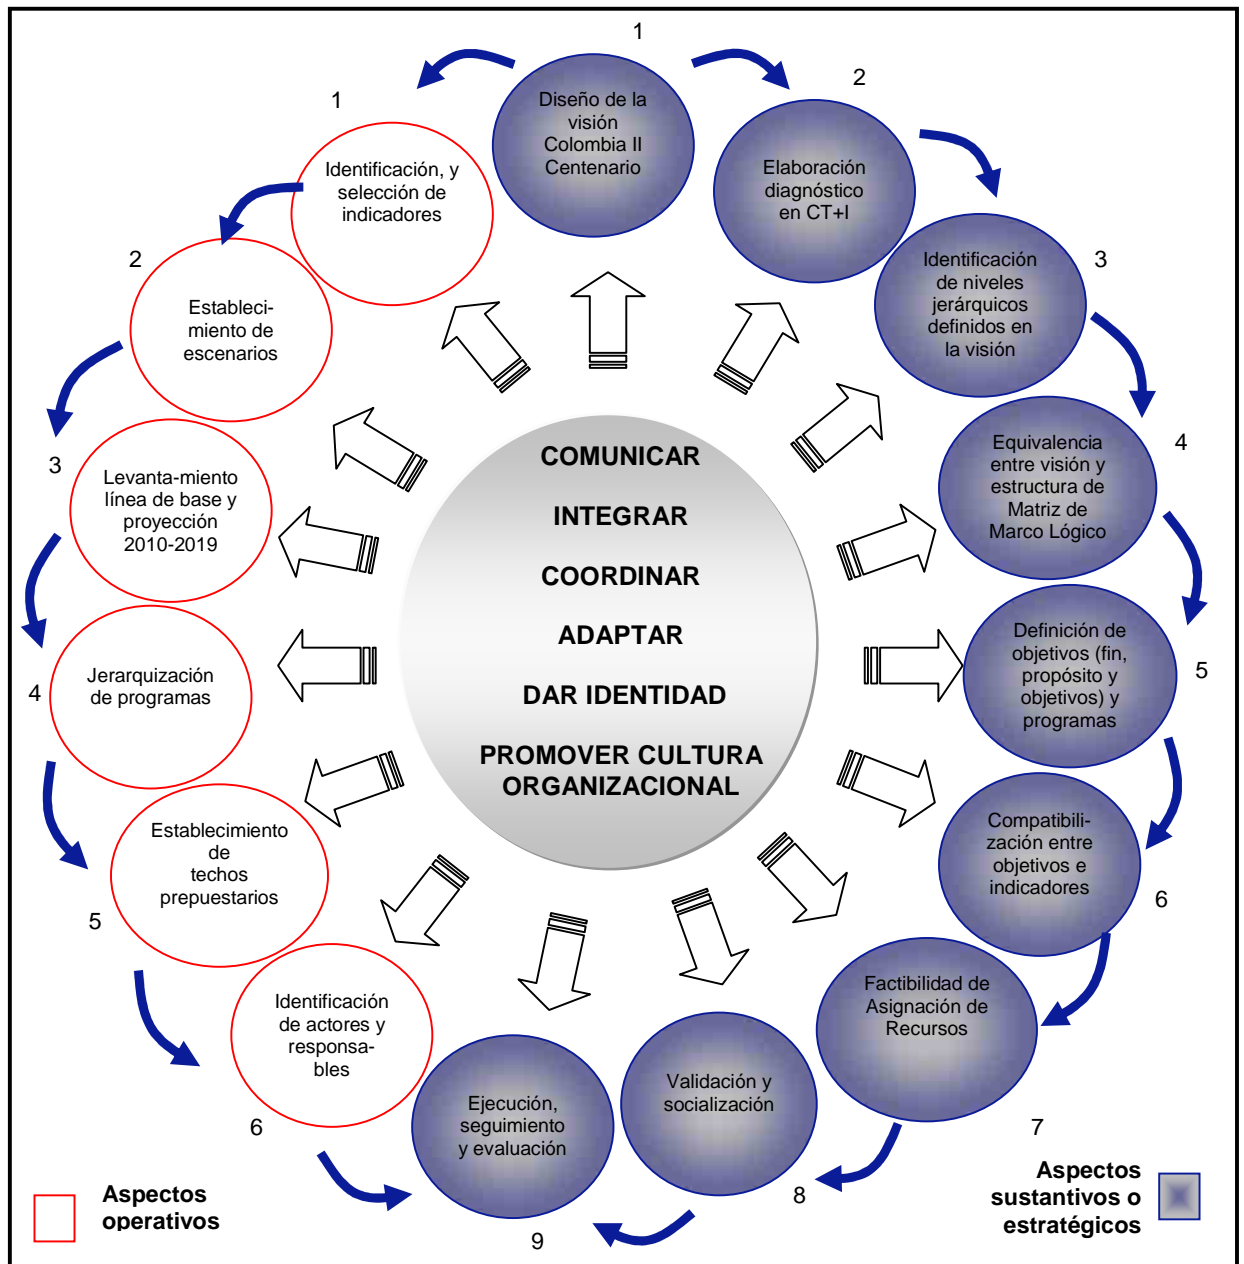 1
Diseño de la
visión
Colombia II
Centenario
2
Elaboración
diagnóstico
en CT+I
3
Identificación
de niveles
jerárquicos
definidos en
la visión
4
Equivalencia
entre visión y
estructura de
Matriz de
Marco Lógico
5
Definición de
objetivos (fin,
propósito y
objetivos) y
programas
6
Compatibili-
zación entre
objetivos e
indicadores
7
Factibilidad de
Asignación de
Recursos
8
Validación y
socialización
9
Ejecución,
seguimiento
y evaluación
1
Identificación, y
selección de
indicadores
2
Estableci-
miento de
escenarios
3
Levanta-miento
línea de base y
proyección
2010-2019
4
Jerarquización
de programas
5
Establecimiento
de
techos
prepuestarios
6
Identificación
de actores y
responsa-
bles
COMUNICAR
INTEGRAR
COORDINAR
ADAPTAR
DAR IDENTIDAD
PROMOVER CULTURA
ORGANIZACIONAL
Aspectos
operativos
Aspectos
sustantivos o
estratégicos